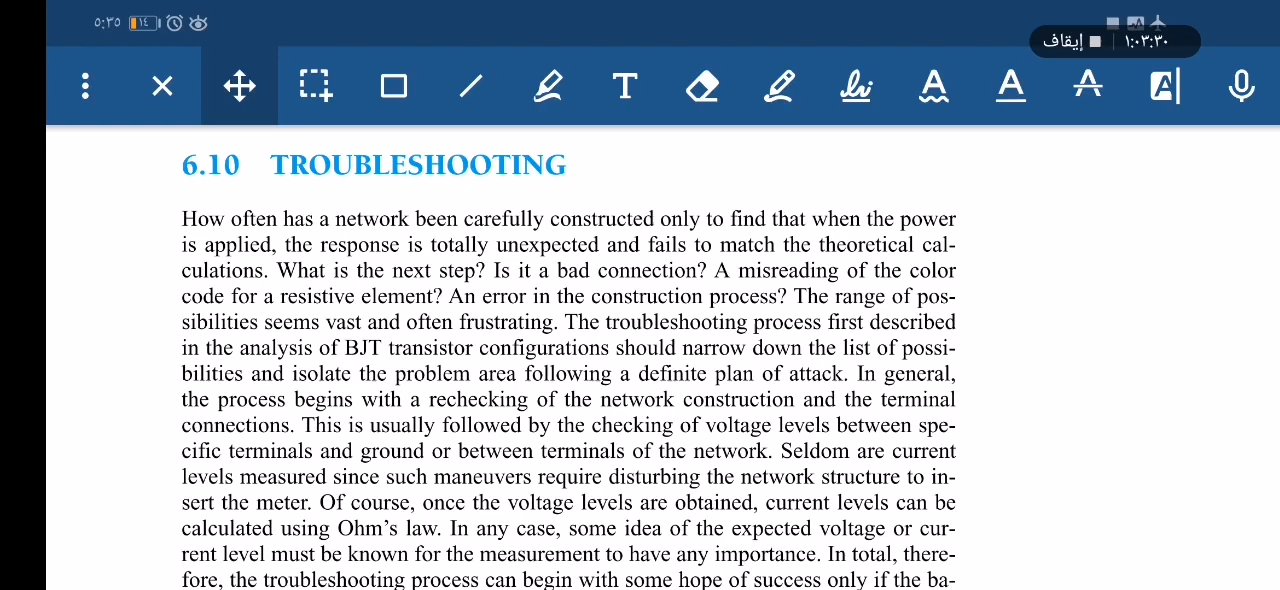 ٥:٣٥ ١٤
إيقاف ١:٠٣:٣٠
6.10 TROUBLESHOOTING
How often has a network been carefully constructed only to find that when the power
is applied, the response is totally unexpected and fails to match the theoretical cal-
culations. What is the next step? Is it a bad connection? A misreading of the color
code for a resistive element? An error in the construction process? The range of pos-
sibilities seems vast and often frustrating. The troubleshooting process first described
in the analysis of BJT transistor configurations should narrow down the list of possi-
bilities and isolate the problem area following a definite plan of attack. In general,
the process begins with a rechecking of the network construction and the terminal
connections. This is usually followed by the checking of voltage levels between spe-
cific terminals and ground or between terminals of the network. Seldom are current
levels measured since such maneuvers require disturbing the network structure to in-
sert the meter. Of course, once the voltage levels are obtained, current levels can be
calculated using Ohm's law. In any case, some idea of the expected voltage or cur-
rent level must be known for the measurement to have any importance. In total, there-
fore, the troubleshooting process can begin with some hope of success only if the ba-